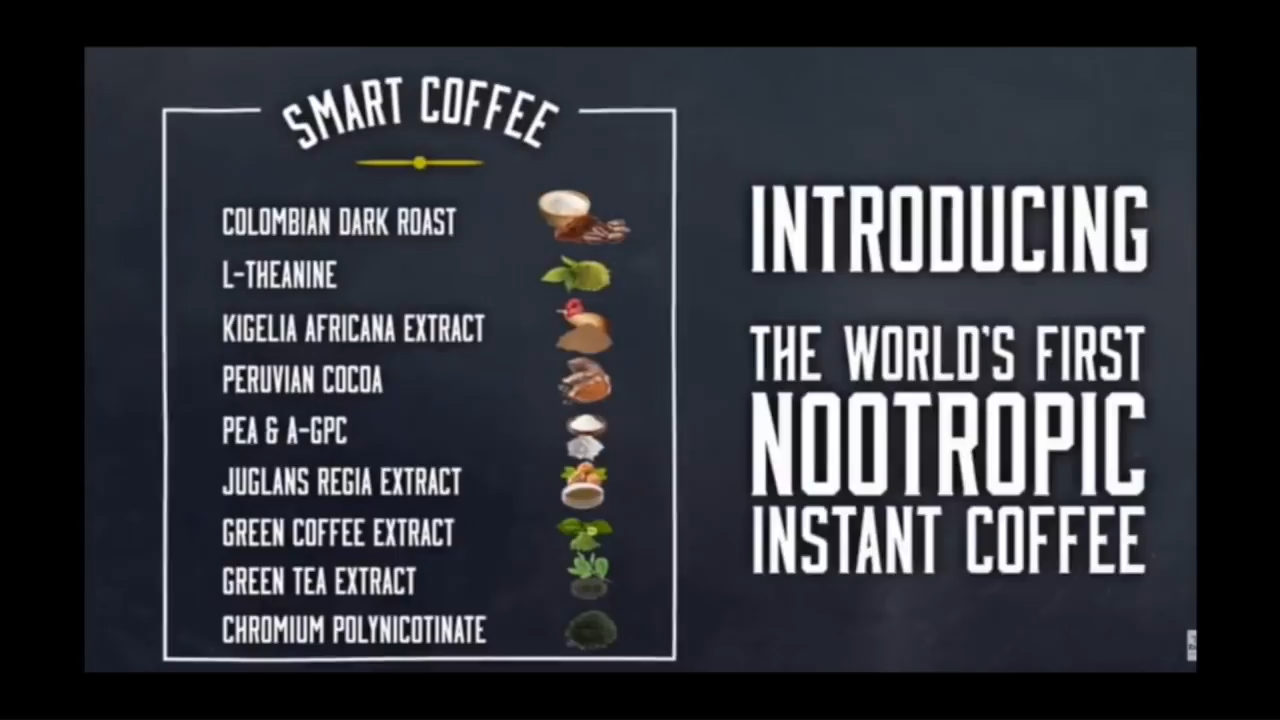 SMART COFFEE
COLOMBIAN DARK ROAST
L-THEANINE
KIGELIA AFRICANA EXTRACT
PERUVIAN COCOA
PEA & A-GPC
JUGLANS REGIA EXTRACT
GREEN COFFEE EXTRACT
GREEN TEA EXTRACT
CHROMIUM POLYNICOTINATE
INTRODUCING
THE WORLD'S FIRST
NOOTROPIC
INSTANT COFFEE